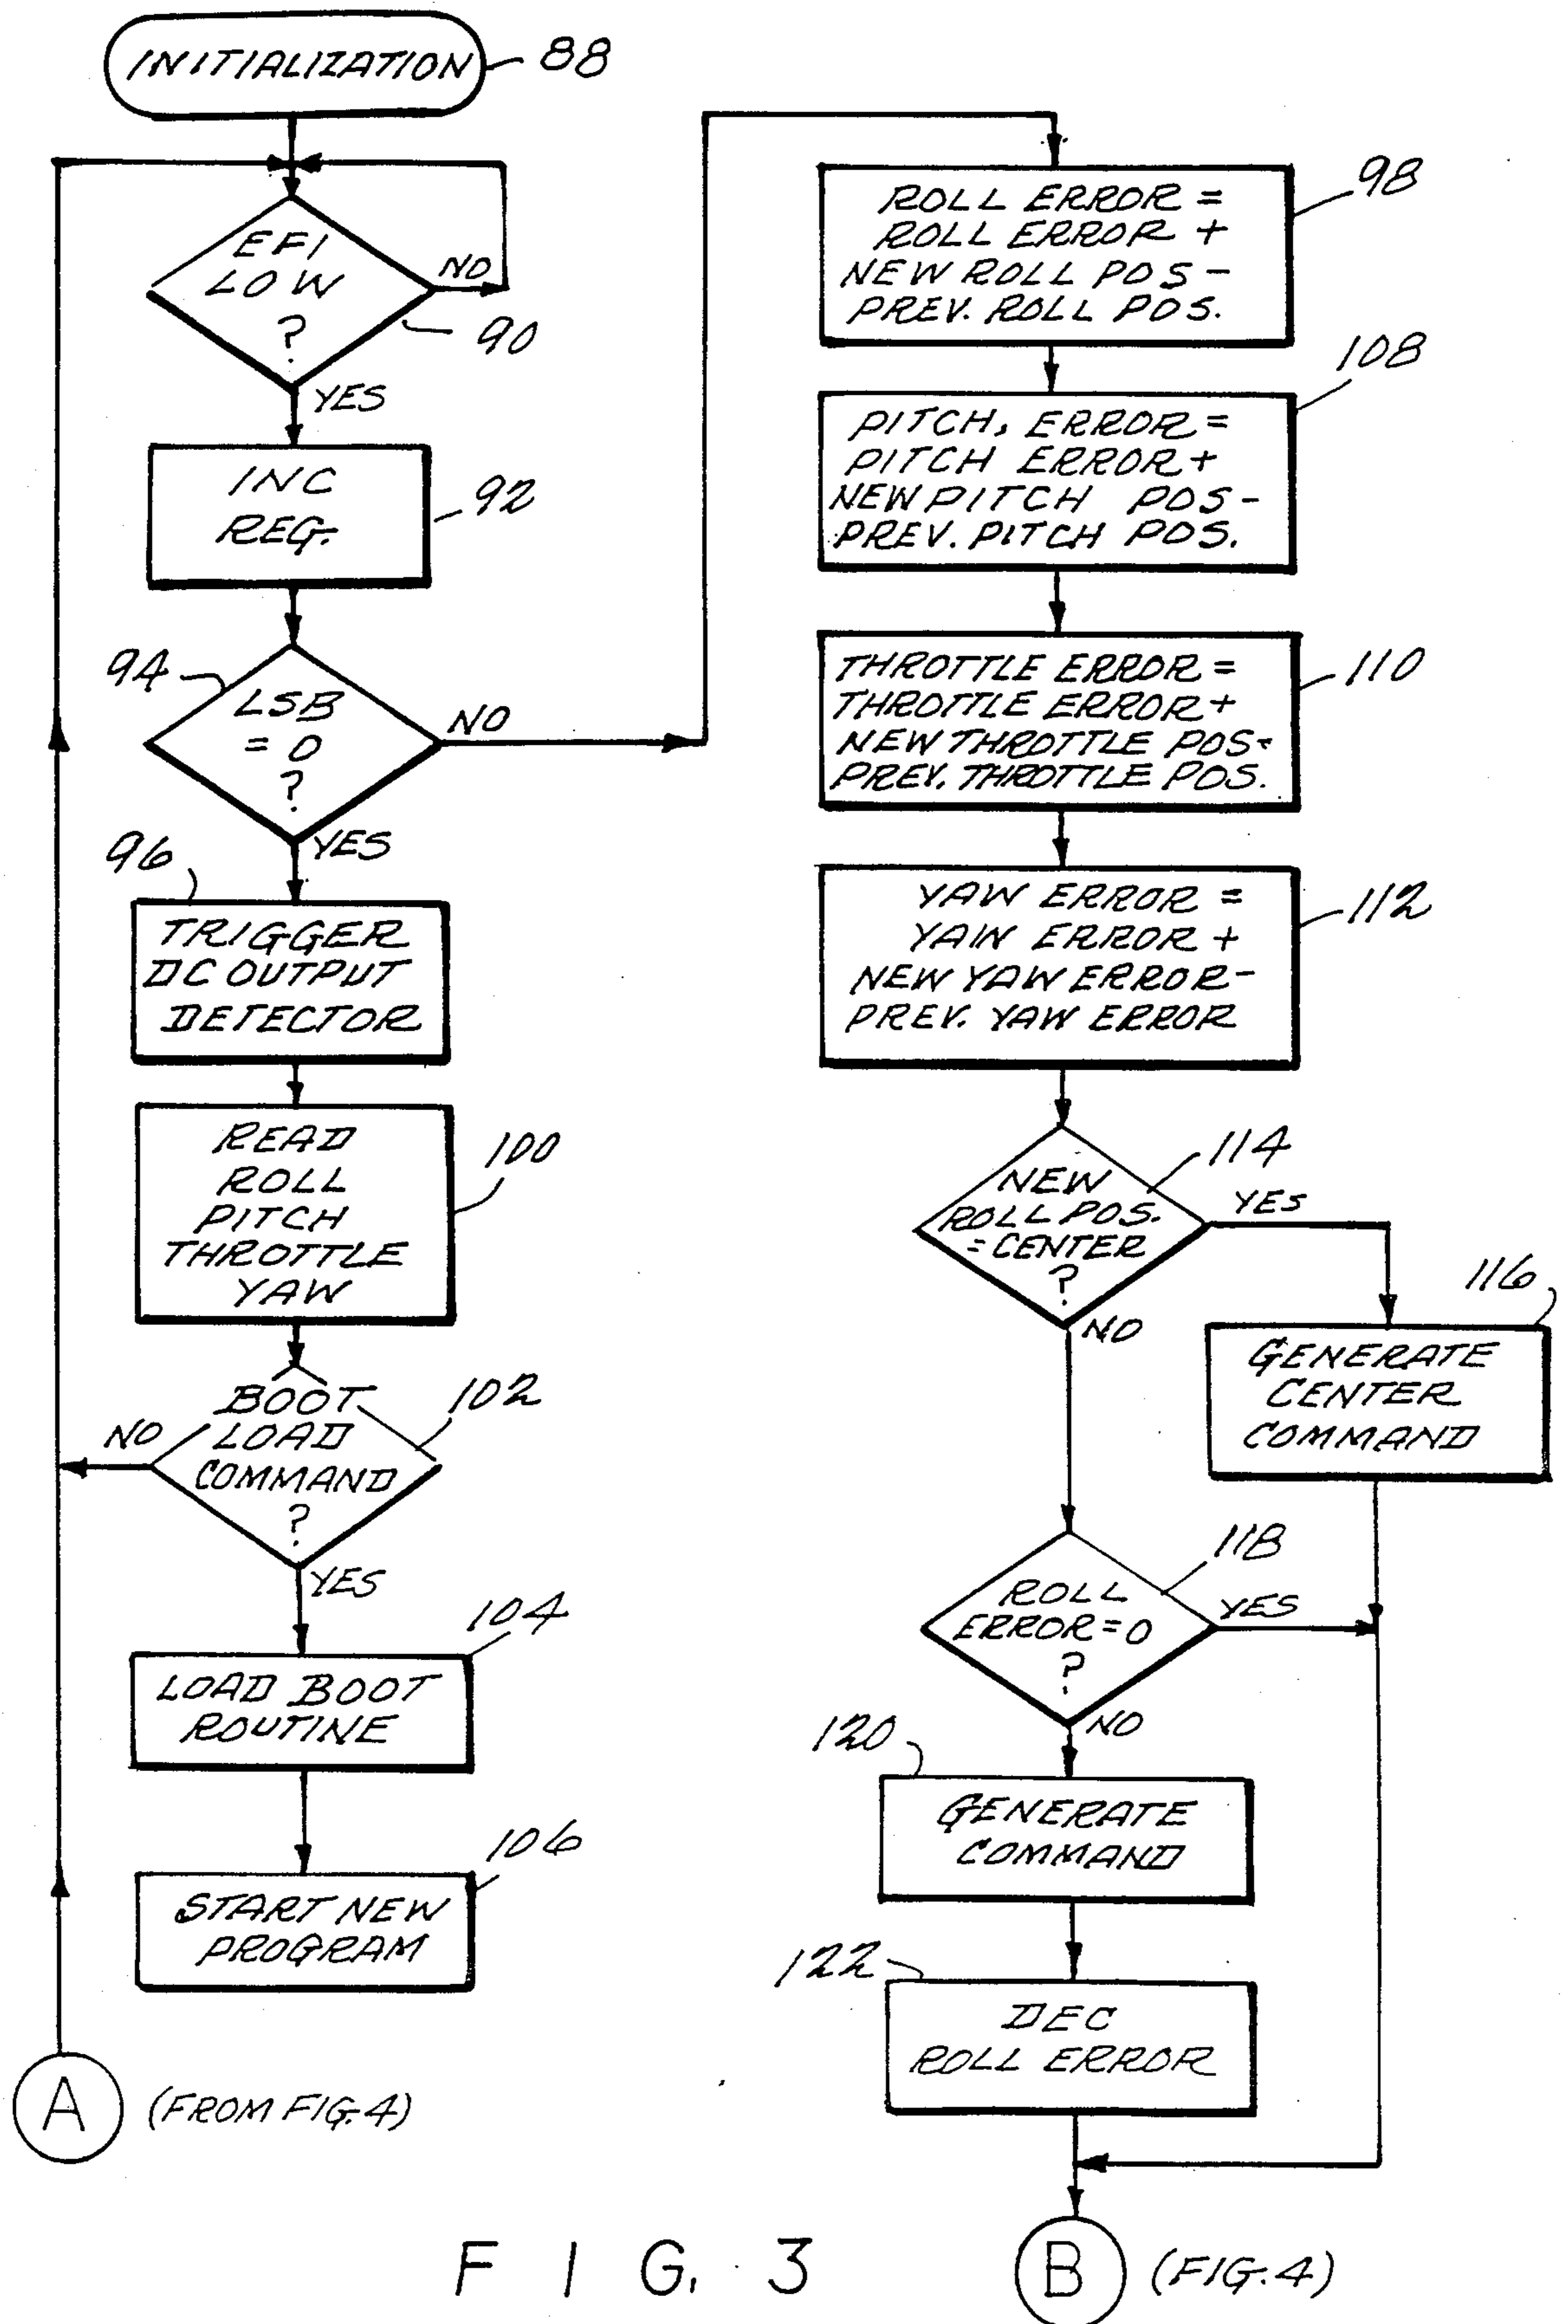 INITIALIZATION
88
EFI
LOW
?
NO
90
YES
INC
REG.
92
94
LSB
= 0
?
NO
YES
96
TRIGGER
DC OUTPUT
DETECTOR
READ
ROLL
PITCH
THROTTLE
YAW
100
BOOT
LOAD
COMMAND
?
102
NO
YES
104
LOAD BOOT
ROUTINE
106
START NEW
PROGRAM
A
(FROM FIG. 4)
98
ROLL ERROR =
ROLL ERROR +
NEW ROLL POS-
PREV. ROLL POS.
108
PITCH, ERROR =
PITCH ERROR +
NEW PITCH POS-
PREV. PITCH POS.
110
THROTTLE ERROR =
THROTTLE ERROR +
NEW THROTTLE POS-
PREV. THROTTLE POS.
112
YAW ERROR =
YAW ERROR +
NEW YAW ERROR-
PREV. YAW ERROR
114
NEW
ROLL POS.
= CENTER
?
YES
NO
116
GENERATE
CENTER
COMMAND
118
ROLL
ERROR = 0
?
YES
NO
120
GENERATE
COMMAND
122
DEC
ROLL ERROR
B
(FIG. 4)
FIG. 3